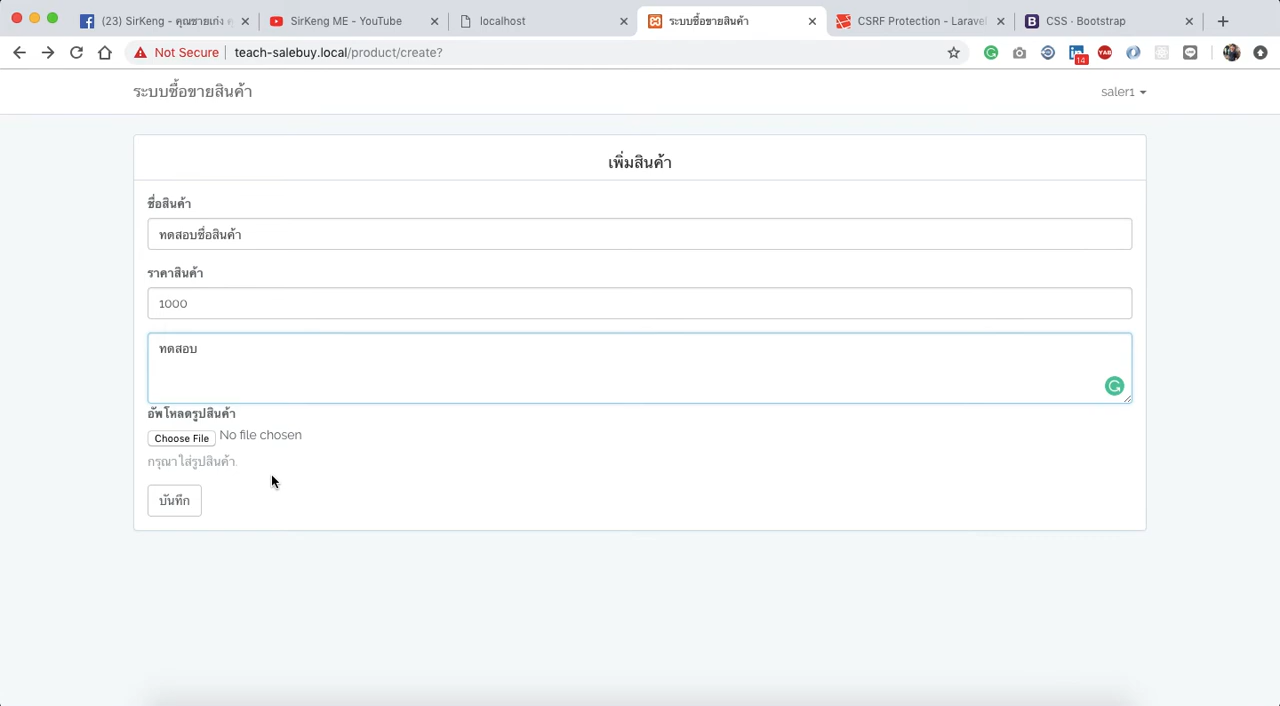 (23) SirKeng - คุณชายเก่ง
SirKeng ME - YouTube
localhost
ระบบซื้อขายสินค้า
CSRF Protection - Laravel
CSS · Bootstrap
Not Secure
teach-salebuy.local/product/create?
14
YAB
ระบบซื้อขายสินค้า
saler1
เพิ่มสินค้า
ชื่อสินค้า
ทดสอบชื่อสินค้า
ราคาสินค้า
1000
ทดสอบ
อัพโหลดรูปสินค้า
Choose File No file chosen
กรุณาใส่รูปสินค้า.
บันทึก